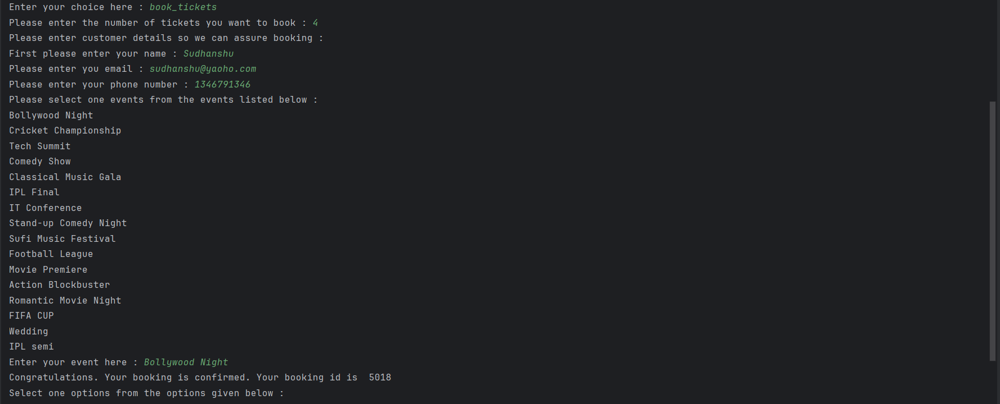 Enter your choice here : book_tickets
Please enter the number of tickets you want to book : 4
Please enter customer details so we can assure booking :
First please enter your name : Sudhanshu
Please enter you email : sudhanshu@yaoho.com
Please enter your phone number : 1346791346
Please select one events from the events listed below :
Bollywood Night
Cricket Championship
Tech Summit
Comedy Show
Classical Music Gala
IPL Final
IT Conference
Stand-up Comedy Night
Sufi Music Festival
Football League
Movie Premiere
Action Blockbuster
Romantic Movie Night
FIFA CUP
Wedding
IPL semi
Enter your event here : Bollywood Night
Congratulations. Your booking is confirmed. Your booking id is  5018
Select one options from the options given below :